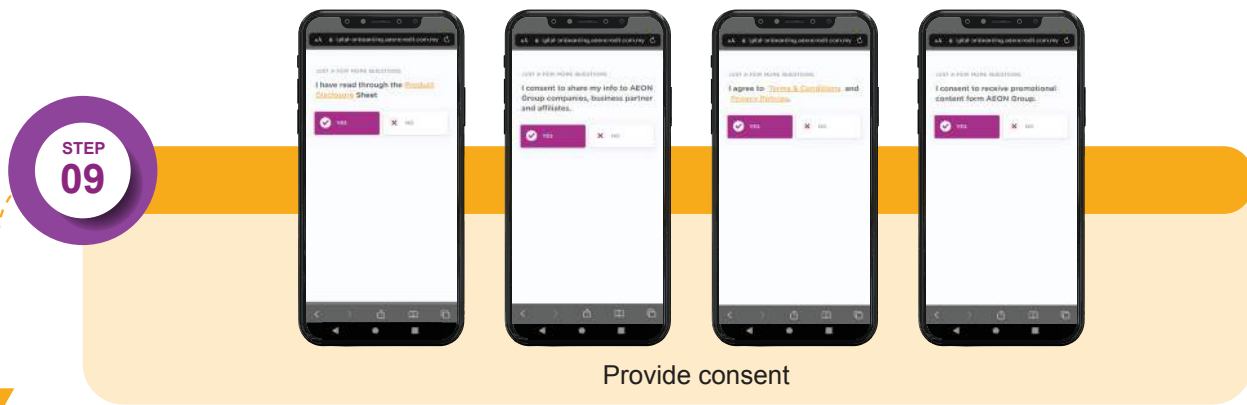 STEP
09
JUST A FEW MORE QUESTIONS
I have read through the Product
Disclosure Sheet
YES
NO
JUST A FEW MORE QUESTIONS
I consent to share my info to AEON
Group companies, business partner
and affiliates.
YES
NO
JUST A FEW MORE QUESTIONS
I agree to Terms & Conditions and
Privacy Policies.
YES
NO
JUST A FEW MORE QUESTIONS
I consent to receive promotional
content form AEON Group.
YES
NO
Provide consent